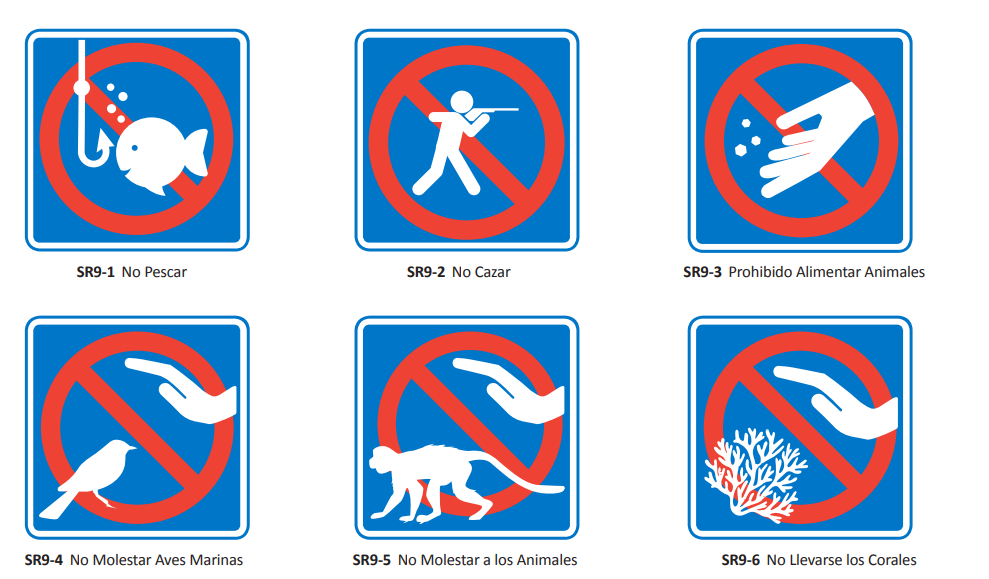 SR9-1 No Pescar
SR9-2 No Cazar
SR9-3 Prohibido Alimentar Animales
SR9-4 No Molestar Aves Marinas
SR9-5 No Molestar a los Animales
SR9-6 No Llevarse los Corales